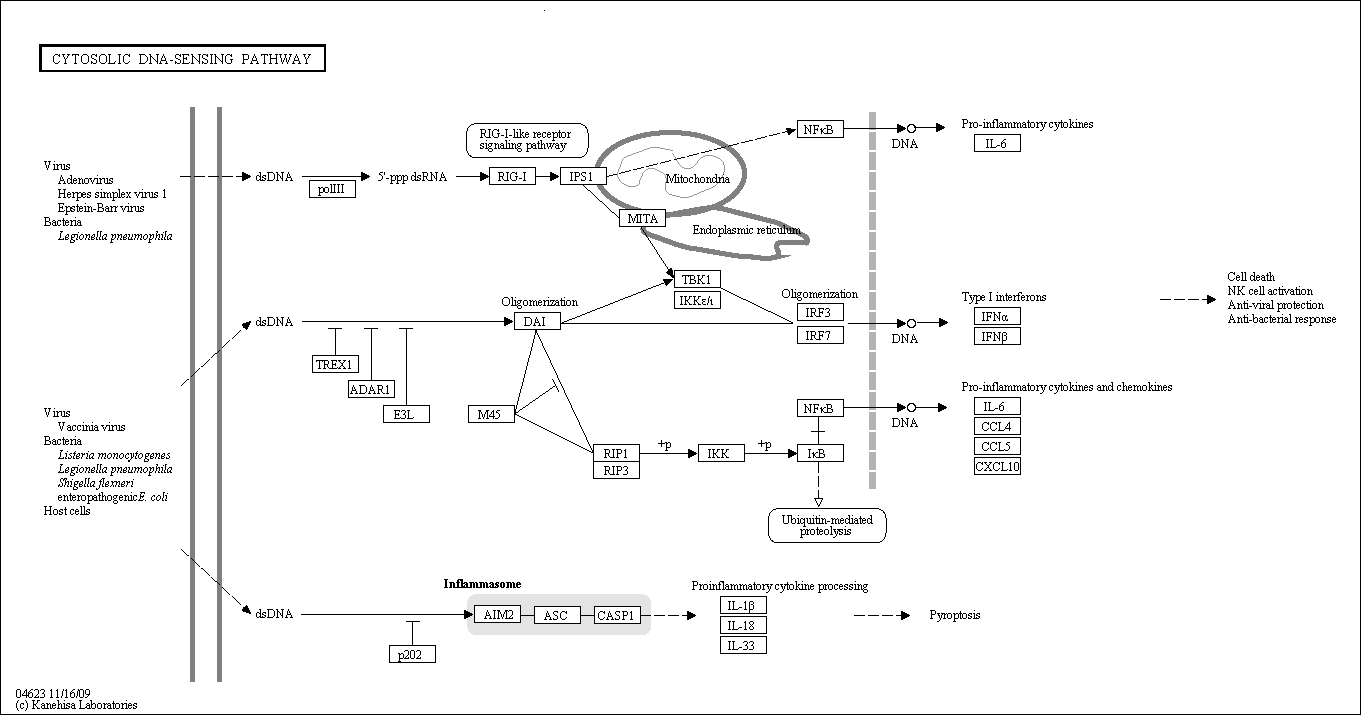 CYTOSOLIC DNA-SENSING PATHWAY
RIG-I-like receptor
signaling pathway
NFκB
DNA
Pro-inflammatory cytokines
IL-6
Virus
Adenovirus
Herpes simplex virus 1
Epstein-Barr virus
Bacteria
Legionella pneumophila
dsDNA
polIII
5'-ppp dsRNA
RIG-I
IPS1
Mitochondria
MITA
Endoplasmic reticulum
TBK1
IKKε/ι
Oligomerization
DAI
Oligomerization
IRF3
IRF7
DNA
Type I interferons
IFNα
IFNβ
Cell death
NK cell activation
Anti-viral protection
Anti-bacterial response
dsDNA
TREX1
ADAR1
E3L
M45
NFκB
DNA
Pro-inflammatory cytokines and chemokines
IL-6
CCL4
CCL5
CXCL10
Virus
Vaccinia virus
Bacteria
Listeria monocytogenes
Legionella pneumophila
Shigella flexneri
enteropathogenicE. coli
Host cells
RIP1
RIP3
+p
IKK
+p
IκB
Ubiquitin-mediated
proteolysis
Inflammasome
dsDNA
p202
AIM2
ASC
CASP1
Proinflammatory cytokine processing
IL-1β
IL-18
IL-33
Pyroptosis
04623 11/16/09
(c) Kanehisa Laboratories